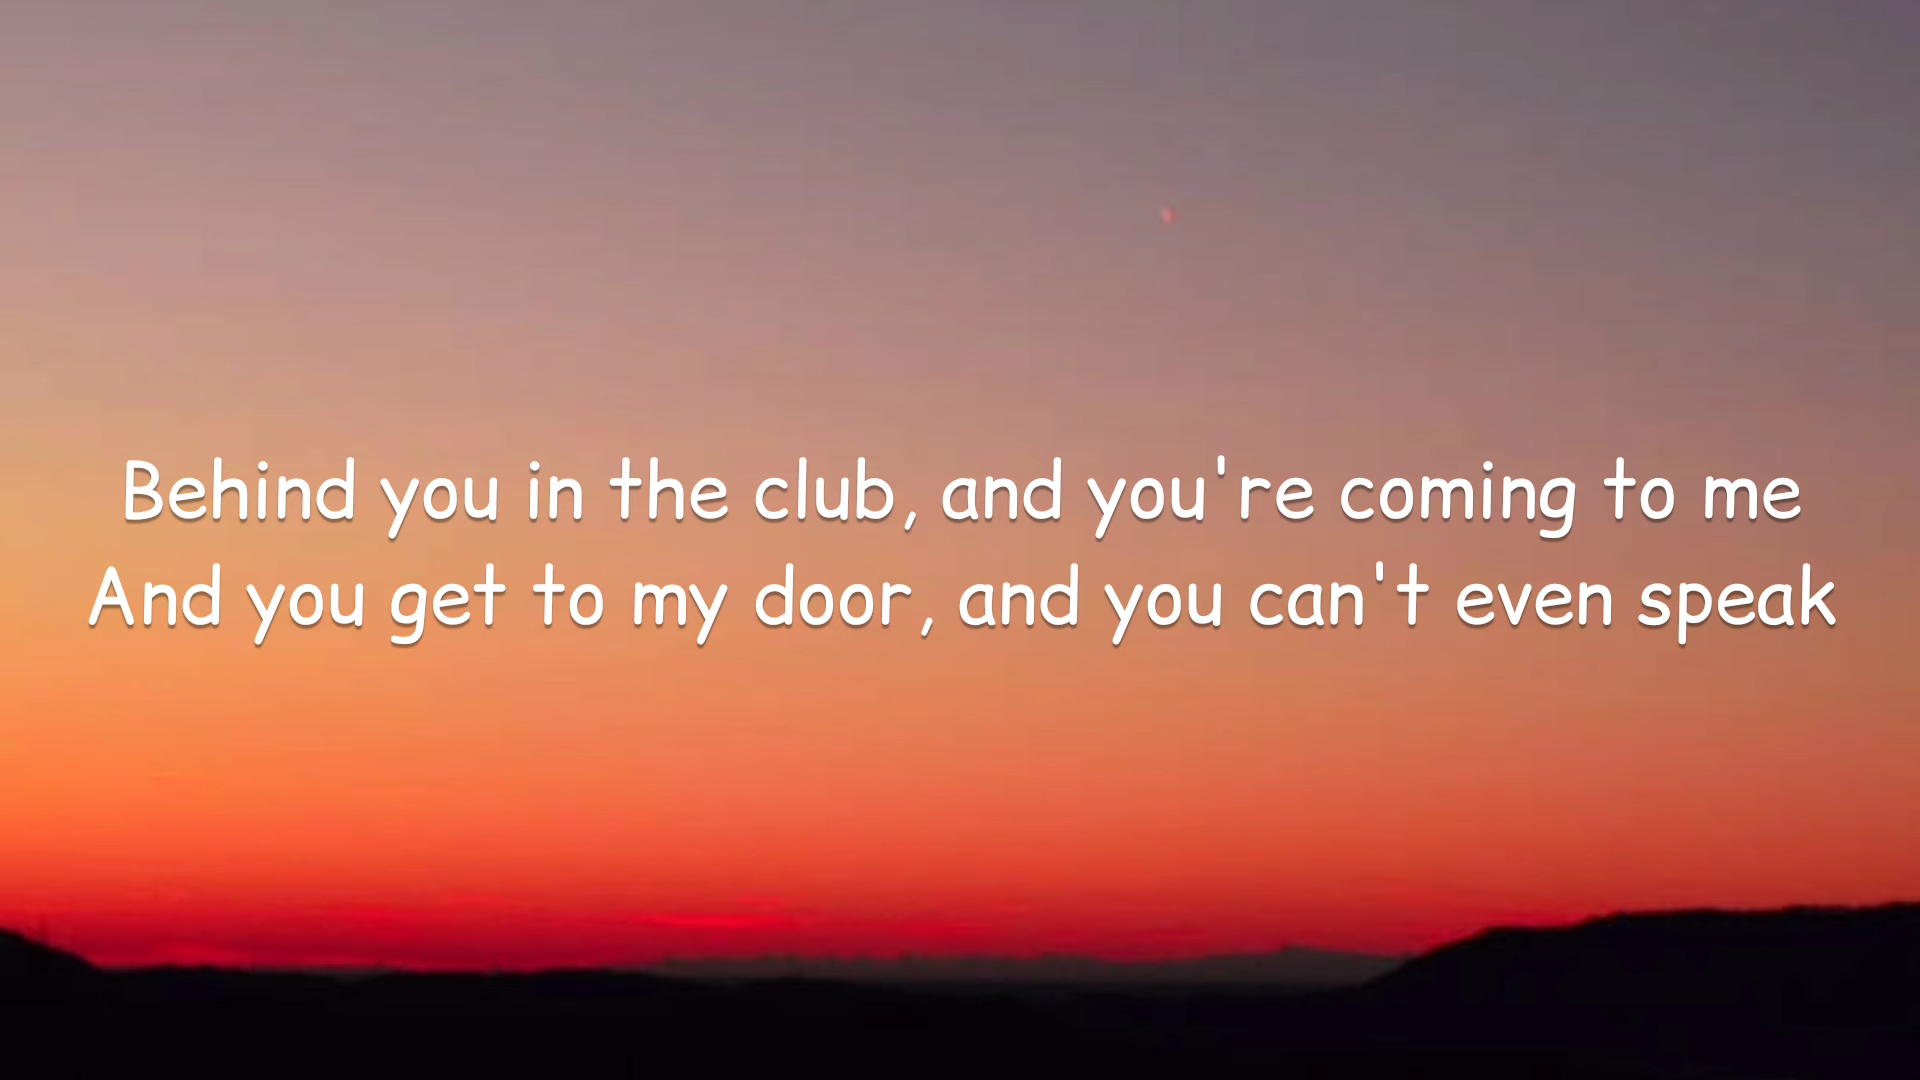 Behind you in the club, and you're coming to me
And you get to my door, and you can't even speak